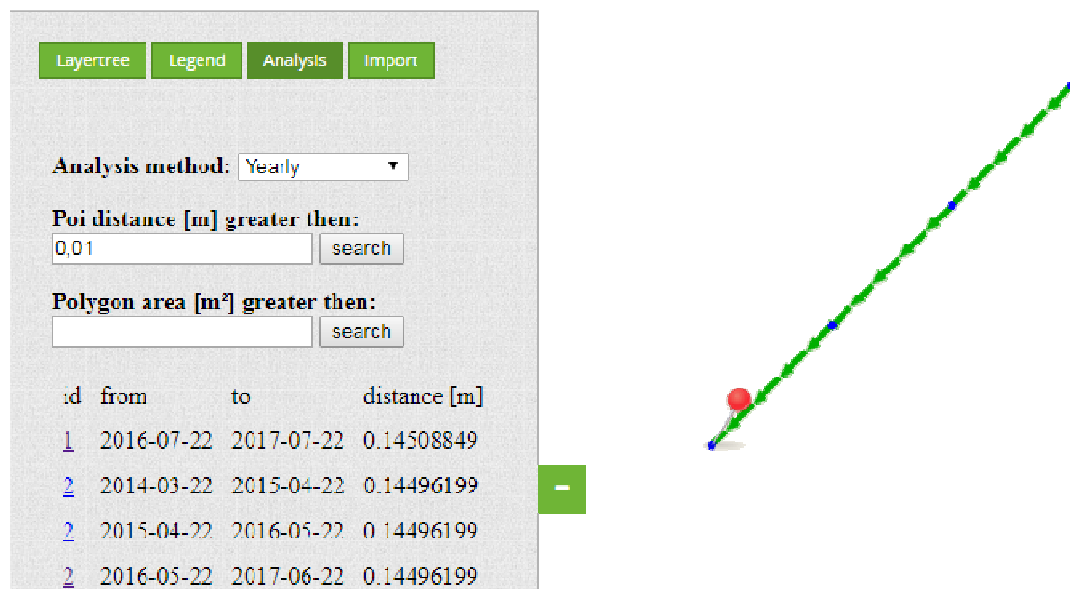 Layertree Legend Analysis Import
Analysis method: Yearly
Poi distance [m] greater then:
0,01 search
Polygon area [m²] greater then:
search
id from to distance [m]
1 2016-07-22 2017-07-22 0.14508849
2 2014-03-22 2015-04-22 0.14496199
2 2015-04-22 2016-05-22 0.14496199
2 2016-05-22 2017-06-22 0.14496199